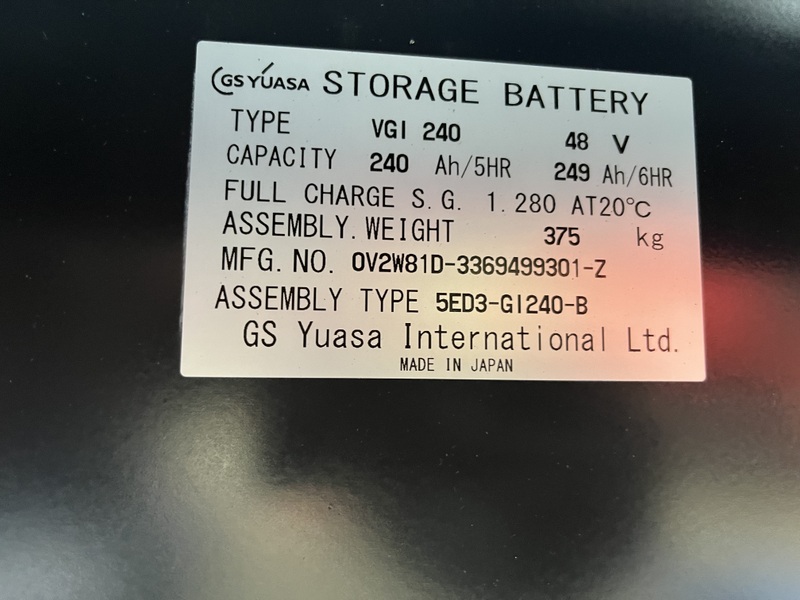 GS YUASA STORAGE BATTERY
TYPE VGI 240 48 V
CAPACITY 240 Ah/5HR 249 Ah/6HR
FULL CHARGE S.G. 1.280 AT20℃
ASSEMBLY.WEIGHT 375 kg
MFG.NO. 0V2W81D-3369499301-Z
ASSEMBLY TYPE 5ED3-GI240-B
GS Yuasa International Ltd.
MADE IN JAPAN